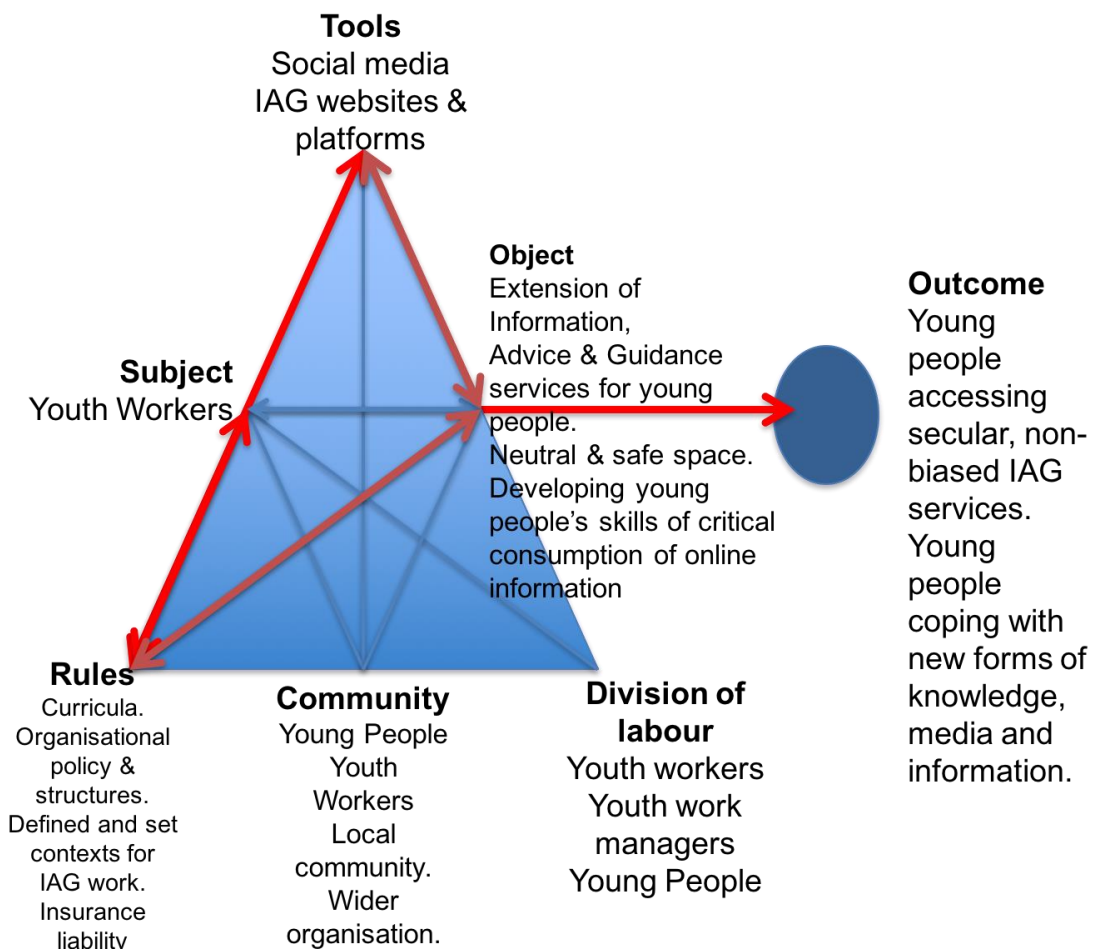 Tools
Social media
IAG websites &
platforms
Subject
Youth Workers
Object
Extension of
Information,
Advice & Guidance
services for young
people.
Neutral & safe space.
Developing young
people’s skills of critical
consumption of online
information
Outcome
Young
people
accessing
secular, non-
biased IAG
services.
Young
people
coping with
new forms of
knowledge,
media and
information.
Rules
Curricula.
Organisational
policy &
structures.
Defined and set
contexts for
IAG work.
Insurance
liability
Community
Young People
Youth
Workers
Local
community.
Wider
organisation.
Division of
labour
Youth workers
Youth work
managers
Young People